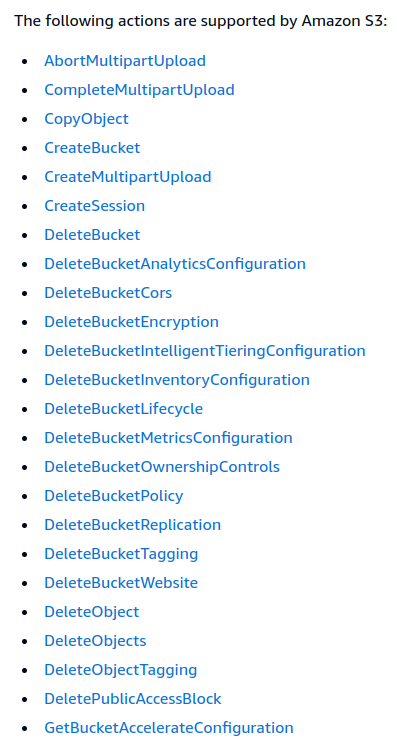 The following actions are supported by Amazon S3:
• AbortMultipartUpload
• CompleteMultipartUpload
• CopyObject
• CreateBucket
• CreateMultipartUpload
• CreateSession
• DeleteBucket
• DeleteBucketAnalyticsConfiguration
• DeleteBucketCors
• DeleteBucketEncryption
• DeleteBucketIntelligentTieringConfiguration
• DeleteBucketInventoryConfiguration
• DeleteBucketLifecycle
• DeleteBucketMetricsConfiguration
• DeleteBucketOwnershipControls
• DeleteBucketPolicy
• DeleteBucketReplication
• DeleteBucketTagging
• DeleteBucketWebsite
• DeleteObject
• DeleteObjects
• DeleteObjectTagging
• DeletePublicAccessBlock
• GetBucketAccelerateConfiguration